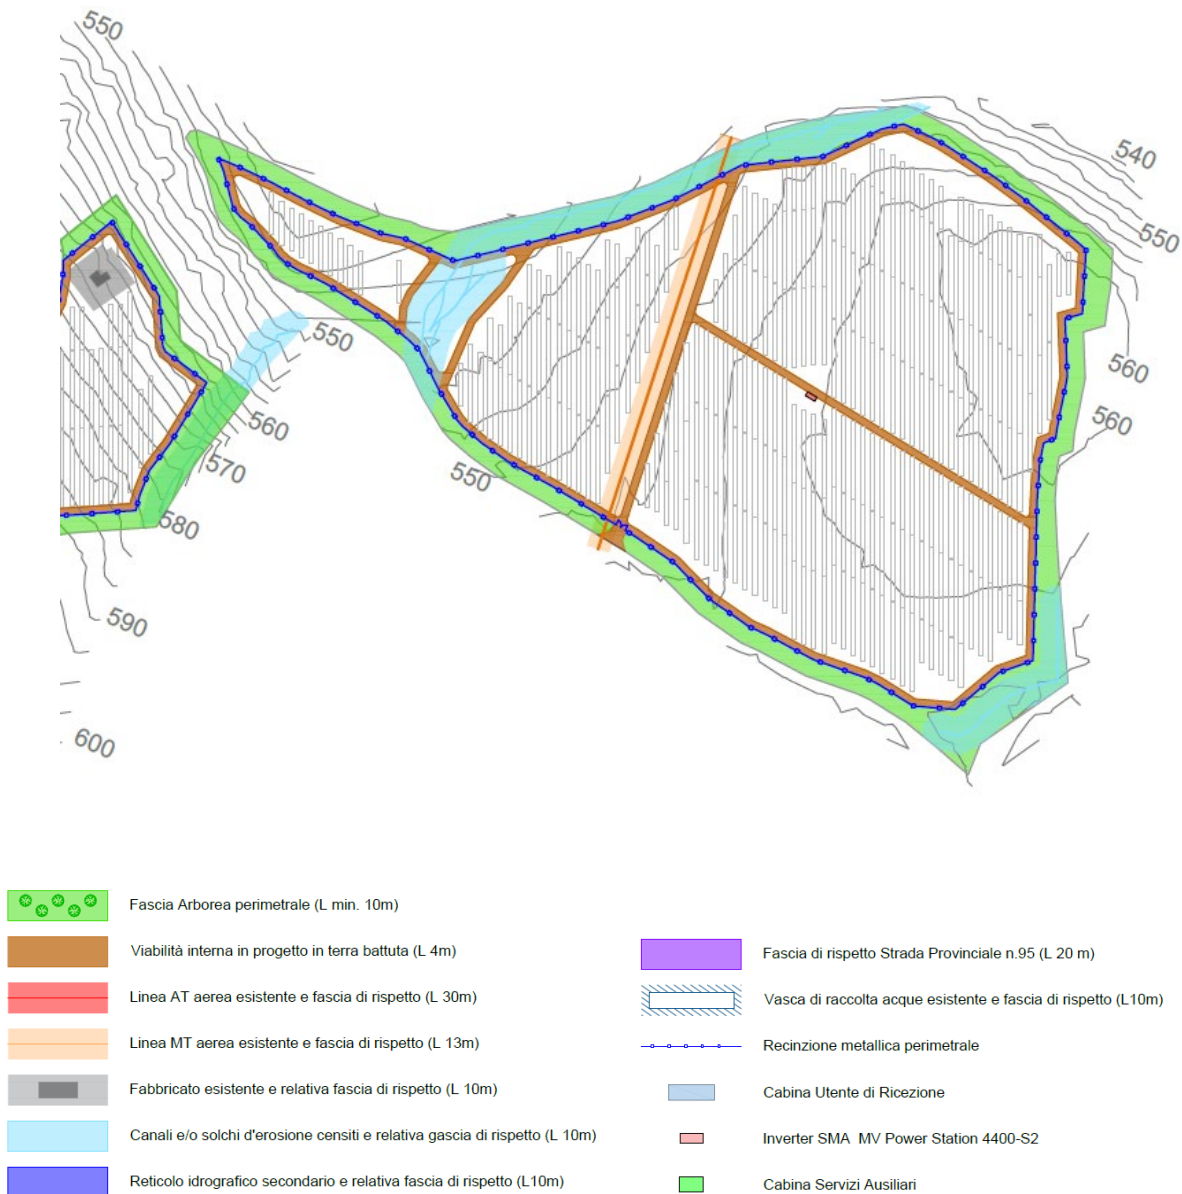 550
540
550
550
560
560
560
570
550
580
590
600
Fascia Arborea perimetrale (L min. 10m)
Viabilità interna in progetto in terra battuta (L 4m)
Linea AT aerea esistente e fascia di rispetto (L 30m)
Linea MT aerea esistente e fascia di rispetto (L 13m)
Fabbricato esistente e relativa fascia di rispetto (L 10m)
Canali e/o solchi d'erosione censiti e relativa gascia di rispetto (L 10m)
Reticolo idrografico secondario e relativa fascia di rispetto (L10m)
Fascia di rispetto Strada Provinciale n.95 (L 20 m)
Vasca di raccolta acque esistente e fascia di rispetto (L10m)
Recinzione metallica perimetrale
Cabina Utente di Ricezione
Inverter SMA MV Power Station 4400-S2
Cabina Servizi Ausiliari